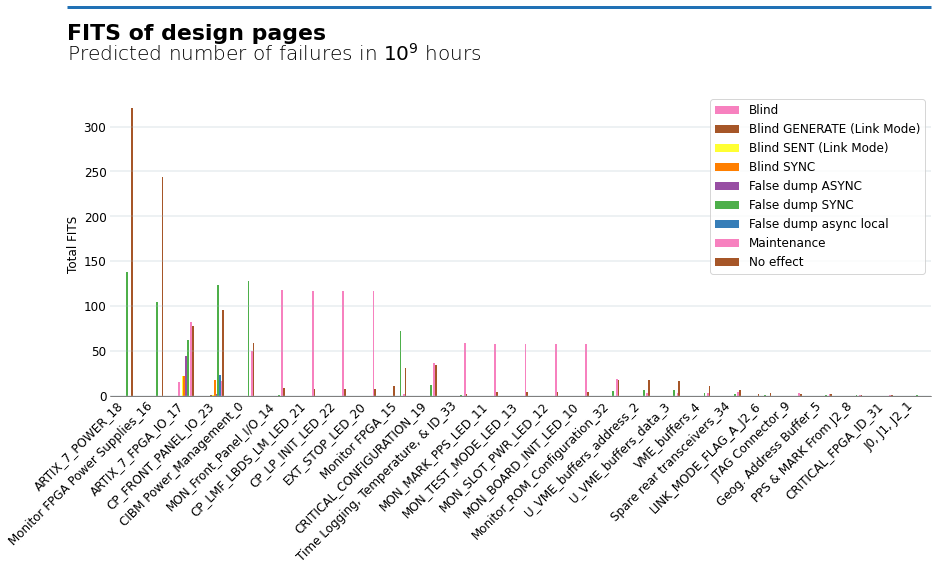 FITS of design pages
Predicted number of failures in 10⁹ hours
Total FITS
300
250
200
150
100
50
0
Blind
Blind GENERATE (Link Mode)
Blind SENT (Link Mode)
Blind SYNC
False dump ASYNC
False dump SYNC
False dump async local
Maintenance
No effect
ARTIX_7_POWER_18
Monitor FPGA Power Supplies_16
ARTIX_7_FPGA_IO_17
CP_FRONT_PANEL_IO_23
CIBM Power_Management_0
MON_Front_Panel_I/O_14
CP_LMF_LBDS_LM_LED_21
CP_LP_INIT_LED_22
EXT_STOP_LED_20
Monitor FPGA_15
CRITICAL_CONFIGURATION_19
Time Logging, Temperature, & ID_33
MON_MARK_PPS_LED_11
MON_TEST_MODE_LED_13
MON_SLOT_PWR_LED_12
MON_BOARD_INIT_LED_10
Monitor_ROM_Configuration_32
U_VME_buffers_address_2
U_VME_buffers_data_3
VME_buffers_4
Spare rear transceivers_34
LINK_MODE_FLAG_A_J2_6
JTAG Connector_9
Geog. Address Buffer_5
PPS & MARK From J2_8
CRITICAL_FPGA_ID_31
J0, J1, J2_1